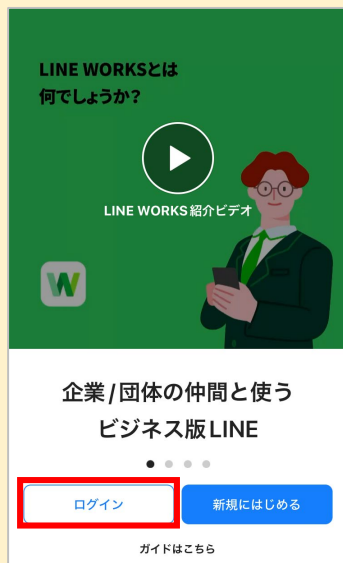 LINE WORKSとは
何でしょうか?
LINE WORKS紹介ビデオ
W
企業/団体の仲間と使う
ビジネス版LINE
ログイン
新規にはじめる
ガイドはこちら